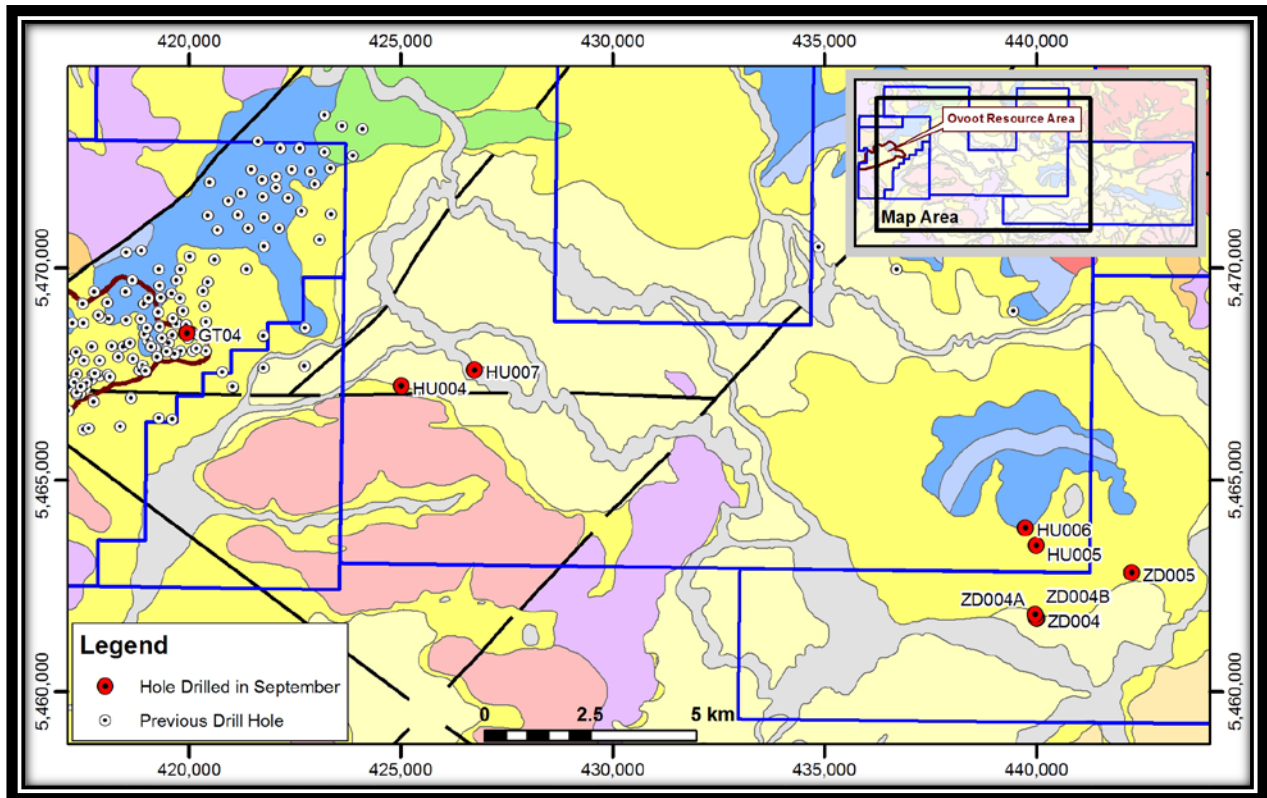 420,000
425,000
430,000
435,000
440,000
Ovoot Resource Area
Map Area
5,470,000
5,470,000
GT04
HU007
HU004
5,465,000
5,465,000
HU006
HU005
ZD005
ZD004A
ZD004B
ZD004
Legend
Hole Drilled in September
Previous Drill Hole
5,460,000
5,460,000
0
2.5
5 km
420,000
425,000
430,000
435,000
440,000